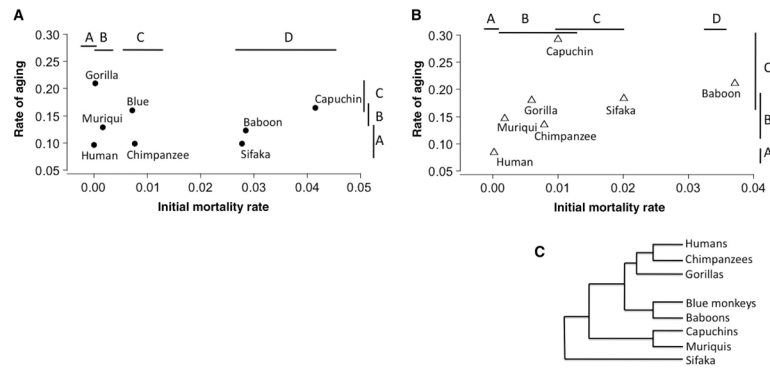 A
A B C D
0.30
0.25
0.20
0.15
0.10
0.05
Rate of aging
Gorilla
Blue
Muriqui
Human
Chimpanzee
Baboon
Sifaka
Capuchin
C
B
A
0.00 0.01 0.02 0.03 0.04 0.05
Initial mortality rate
B
A B C D
0.30
0.25
0.20
0.15
0.10
0.05
Rate of aging
Capuchin
Gorilla
Muriqui
Chimpanzee
Human
Sifaka
Baboon
C
B
A
0.00 0.01 0.02 0.03 0.04
Initial mortality rate
C
Humans
Chimpanzees
Gorillas
Blue monkeys
Baboons
Capuchins
Muriquis
Sifaka